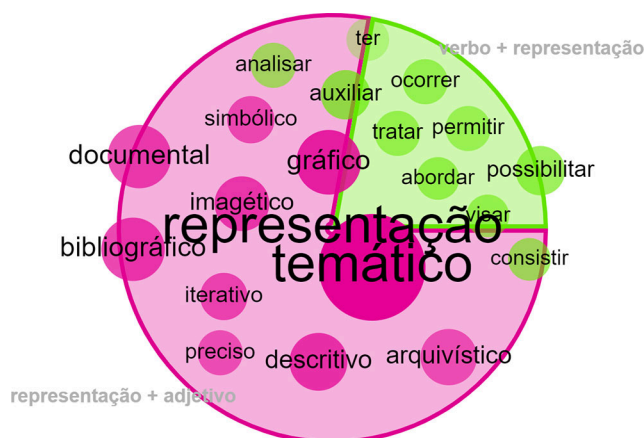 ter
verbo + representação
analisar
ocorrer
auxiliar
simbólico
tratar
permitir
documental
gráfico
possibilitar
abordar
imagético
visar
representação
bibliográfico
consistir
temático
iterativo
preciso
descritivo
arquivístico
representação + adjetivo